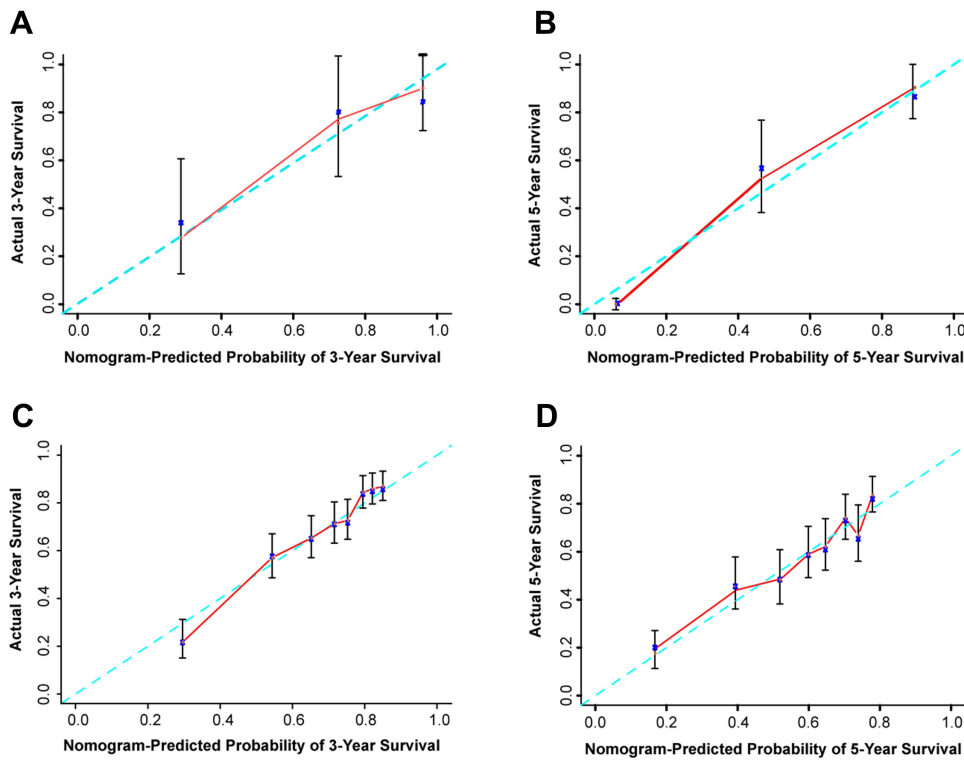 A
Actual 3-Year Survival
1.0
0.8
0.6
0.4
0.2
0.0
0.0 0.2 0.4 0.6 0.8 1.0
Nomogram-Predicted Probability of 3-Year Survival
B
Actual 5-Year Survival
1.0
0.8
0.6
0.4
0.2
0.0
0.0 0.2 0.4 0.6 0.8 1.0
Nomogram-Predicted Probability of 5-Year Survival
C
Actual 3-Year Survival
1.0
0.8
0.6
0.4
0.2
0.0
0.0 0.2 0.4 0.6 0.8 1.0
Nomogram-Predicted Probability of 3-Year Survival
D
Actual 5-Year Survival
1.0
0.8
0.6
0.4
0.2
0.0
0.0 0.2 0.4 0.6 0.8 1.0
Nomogram-Predicted Probability of 5-Year Survival